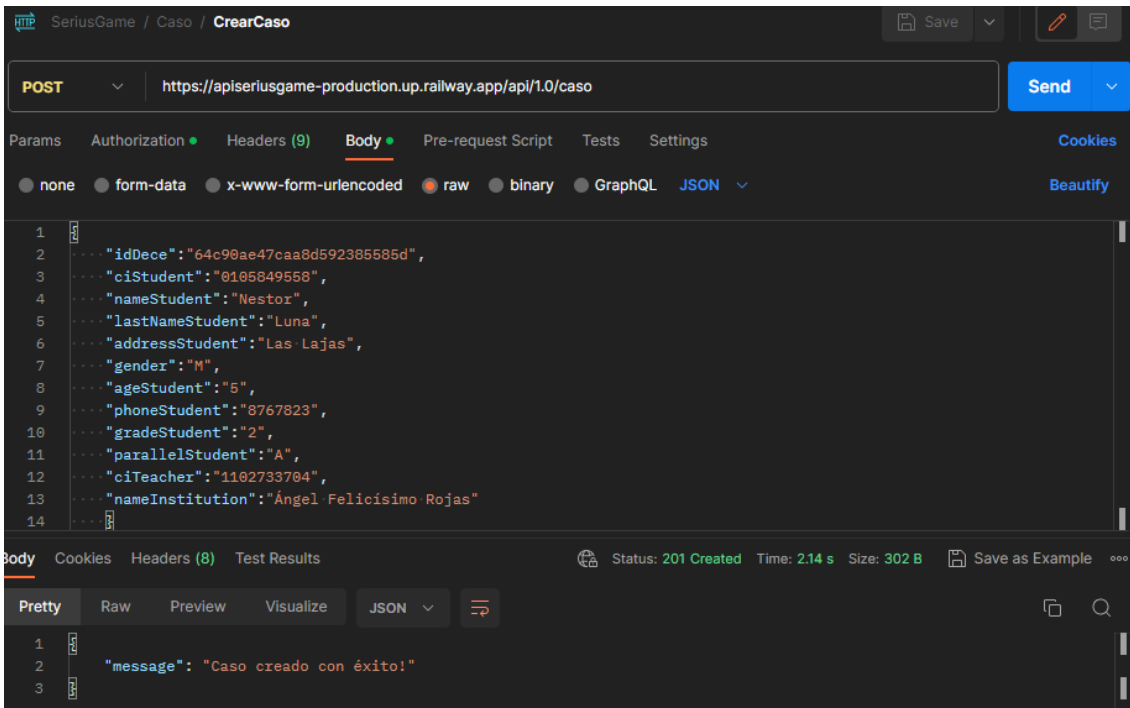 HTTP SeriusGame / Caso / CrearCaso Save
POST https://apiseriusgame-production.up.railway.app/api/1.0/caso Send
Params Authorization Headers (9) Body Pre-request Script Tests Settings Cookies
none form-data x-www-form-urlencoded raw binary GraphQL JSON Beautify
1 {
2 "idDece":"64c90ae47caa8d592385585d",
3 "ciStudent":"0105849558",
4 "nameStudent":"Nestor",
5 "lastNameStudent":"Luna",
6 "addressStudent":"Las Lajas",
7 "gender":"M",
8 "ageStudent":"5",
9 "phoneStudent":"8767823",
10 "gradeStudent":"2",
11 "parallelStudent":"A",
12 "ciTeacher":"1102733704",
13 "nameInstitution":"Ángel Felicísimo Rojas"
14 }
Body Cookies Headers (8) Test Results Status: 201 Created Time: 2.14 s Size: 302 B Save as Example
Pretty Raw Preview Visualize JSON
1 {
2 "message": "Caso creado con éxito!"
3 }